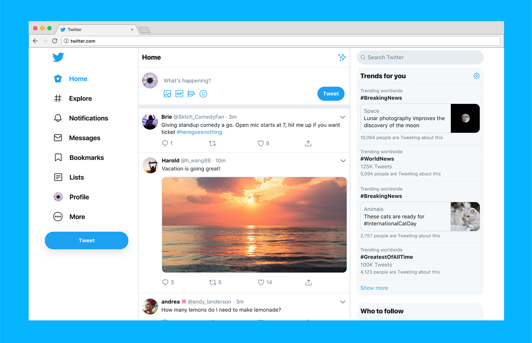 Twitter
twitter.com
Home
Explore
Notifications
Messages
Bookmarks
Lists
Profile
More
Tweet
Home
What's happening?
GIF
Tweet
Brie @Sktch_ComedyFan · 3m
Giving standup comedy a go. Open mic starts at 7, hit me up if you want
ticket #heregoesnothing
1
8
Harold @h_wang88 · 10m
Vacation is going great!
3
5
14
andrea @andy_landerson · 3m
How many lemons do I need to make lemonade?
Search Twitter
Trends for you
Trending worldwide
#BreakingNews
Space
Lunar photography improves the
discovery of the moon
10,094 people are Tweeting about this
Trending worldwide
#WorldNews
125K Tweets
5,094 people are Tweeting about this
Trending worldwide
#BreakingNews
Animals
These cats are ready for
#InternationalCatDay
2,757 people are Tweeting about this
Trending worldwide
#GreatestOfAllTime
100K Tweets
4,123 people are Tweeting about this
Show more
Who to follow